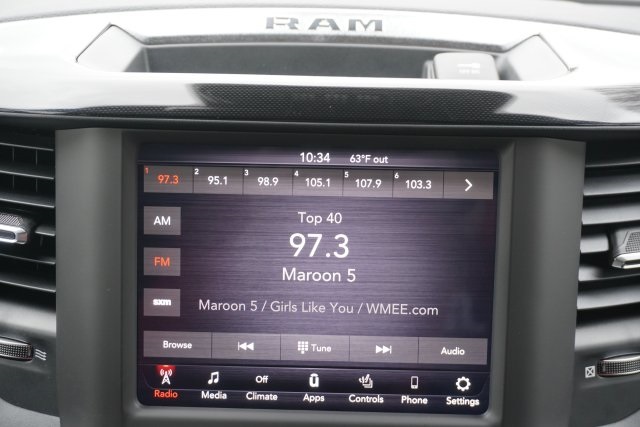 RAM
10:34 63°F out
1 97.3 2 95.1 3 98.9 4 105.1 5 107.9 6 103.3
AM
Top 40
97.3
FM
Maroon 5
sxm
Maroon 5 / Girls Like You / WMEE.com
Browse Tune Audio
Off
Radio Media Climate Apps Controls Phone Settings